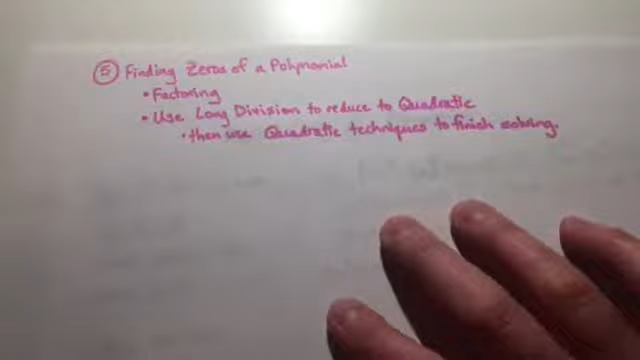 ⑤ Finding Zeros of a Polynomial
• Factoring
• Use Long Division to reduce to Quadratic
• then use Quadratic techniques to finish solving.